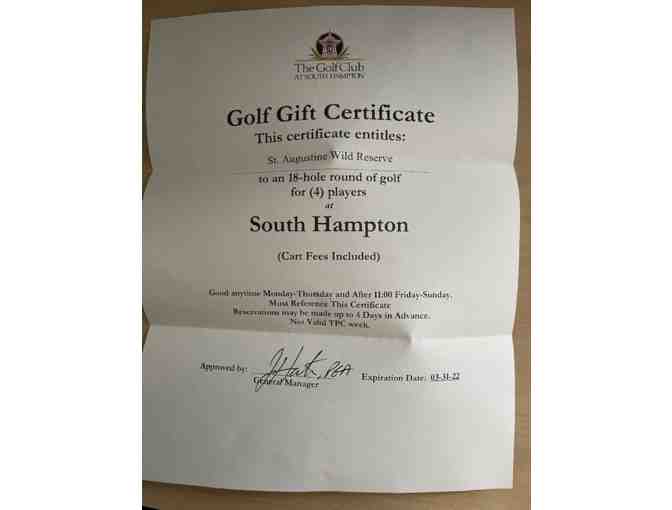 The Golf Club
AT SOUTH HAMPTON
Golf Gift Certificate
This certificate entitles:
St. Augustine Wild Reserve
to an 18-hole round of golf
for (4) players
at
South Hampton
(Cart Fees Included)
Good anytime Monday-Thursday and After 11:00 Friday-Sunday.
Must Reference This Certificate
Reservations may be made up to 4 Days in Advance.
Not Valid TPC week.
Approved by: , PGA Expiration Date: 03-31-22
General Manager